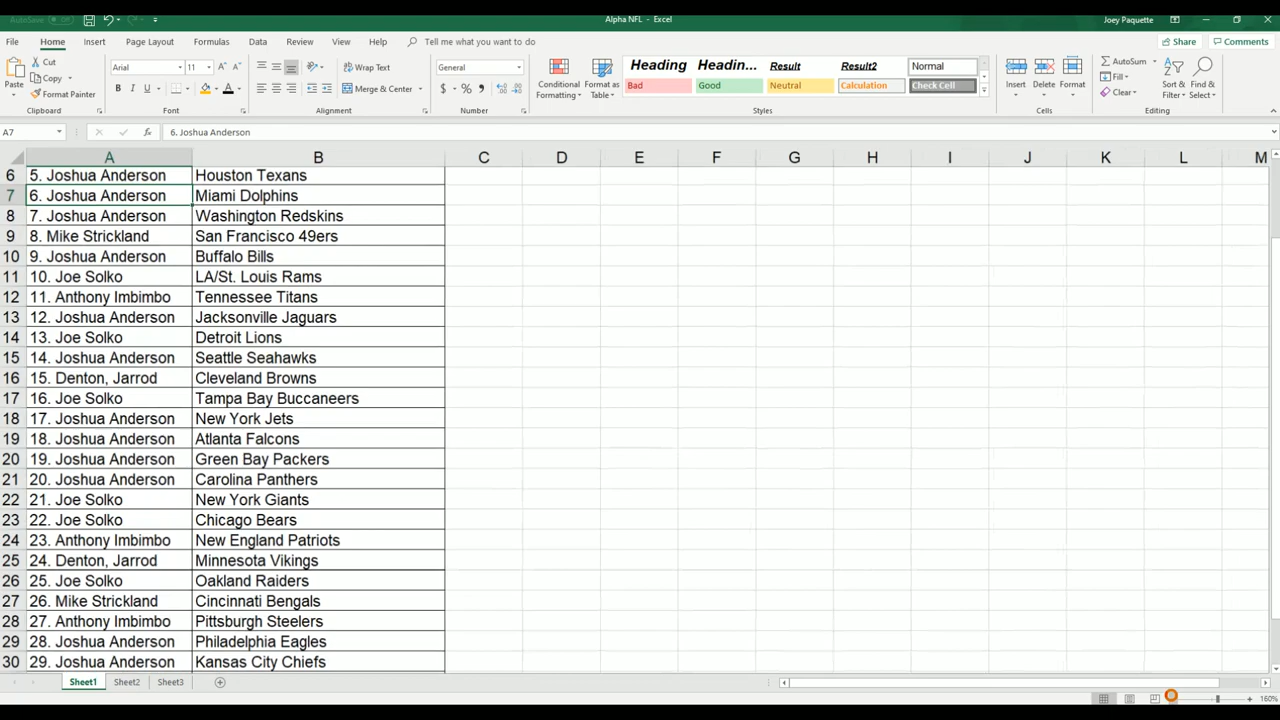 AutoSave Off
Alpha NFL - Excel
Joey Paquette
File Home Insert Page Layout Formulas Data Review View Help Tell me what you want to do Share Comments
Paste
Cut
Copy
Format Painter
Clipboard
Arial 11
B I U
Font
Wrap Text
Merge & Center
Alignment
General
$ % ,
Number
Conditional Formatting
Format as Table
Heading Headin... Result Result2 Normal
Bad Good Neutral Calculation Check Cell
Styles
Insert Delete Format
Cells
AutoSum
Fill
Clear
Sort & Filter
Find & Select
Editing
A7 fx 6. Joshua Anderson
A B C D E F G H I J K L M
6 5. Joshua Anderson Houston Texans
7 6. Joshua Anderson Miami Dolphins
8 7. Joshua Anderson Washington Redskins
9 8. Mike Strickland San Francisco 49ers
10 9. Joshua Anderson Buffalo Bills
11 10. Joe Solko LA/St. Louis Rams
12 11. Anthony Imbimbo Tennessee Titans
13 12. Joshua Anderson Jacksonville Jaguars
14 13. Joe Solko Detroit Lions
15 14. Joshua Anderson Seattle Seahawks
16 15. Denton, Jarrod Cleveland Browns
17 16. Joe Solko Tampa Bay Buccaneers
18 17. Joshua Anderson New York Jets
19 18. Joshua Anderson Atlanta Falcons
20 19. Joshua Anderson Green Bay Packers
21 20. Joshua Anderson Carolina Panthers
22 21. Joe Solko New York Giants
23 22. Joe Solko Chicago Bears
24 23. Anthony Imbimbo New England Patriots
25 24. Denton, Jarrod Minnesota Vikings
26 25. Joe Solko Oakland Raiders
27 26. Mike Strickland Cincinnati Bengals
28 27. Anthony Imbimbo Pittsburgh Steelers
29 28. Joshua Anderson Philadelphia Eagles
30 29. Joshua Anderson Kansas City Chiefs
Sheet1 Sheet2 Sheet3
160%